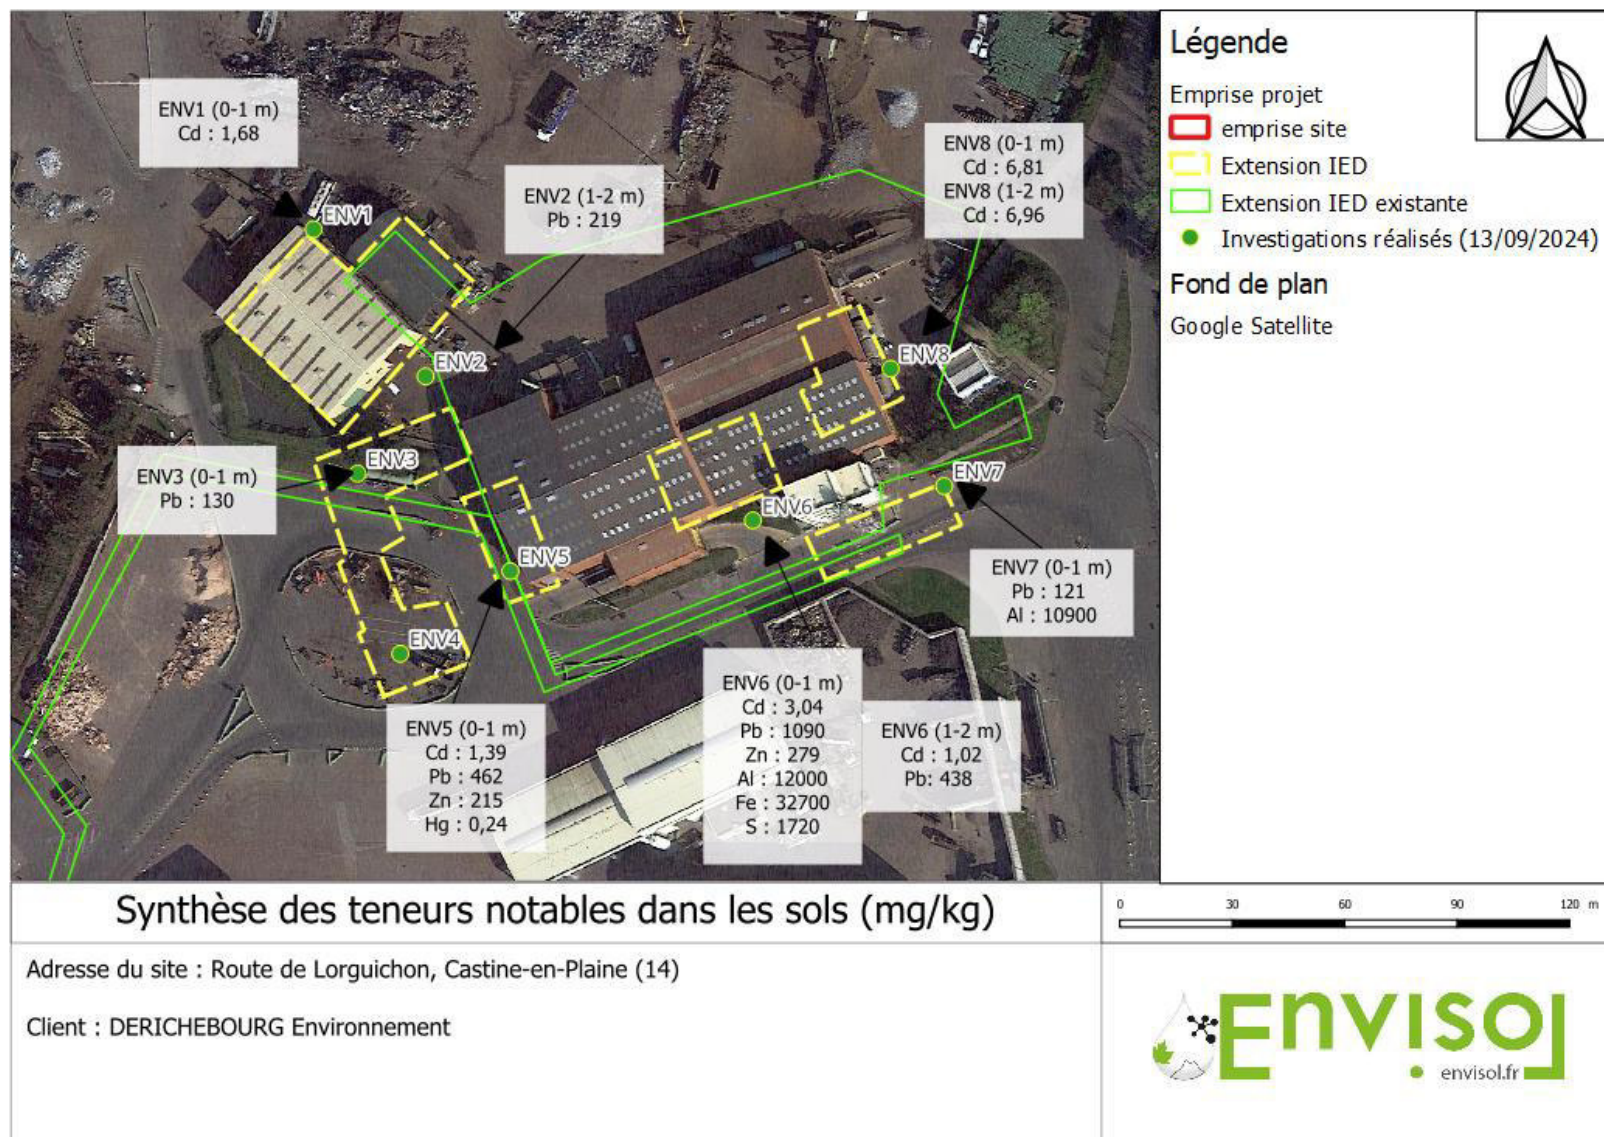 ENV1 (0-1 m)
Cd : 1,68
ENV2 (1-2 m)
Pb : 219
ENV8 (0-1 m)
Cd : 6,81
ENV8 (1-2 m)
Cd : 6,96
ENV1
ENV2
ENV8
ENV3 (0-1 m)
Pb : 130
ENV3
ENV7
ENV6
ENV5
ENV4
ENV7 (0-1 m)
Pb : 121
Al : 10900
ENV5 (0-1 m)
Cd : 1,39
Pb : 462
Zn : 215
Hg : 0,24
ENV6 (0-1 m)
Cd : 3,04
Pb : 1090
Zn : 279
Al : 12000
Fe : 32700
S : 1720
ENV6 (1-2 m)
Cd : 1,02
Pb: 438
Légende
Emprise projet
emprise site
Extension IED
Extension IED existante
Investigations réalisés (13/09/2024)
Fond de plan
Google Satellite
Synthèse des teneurs notables dans les sols (mg/kg)
0 30 60 90 120 m
Adresse du site : Route de Lorguichon, Castine-en-Plaine (14)
Client : DERICHEBOURG Environnement
Envisol
envisol.fr